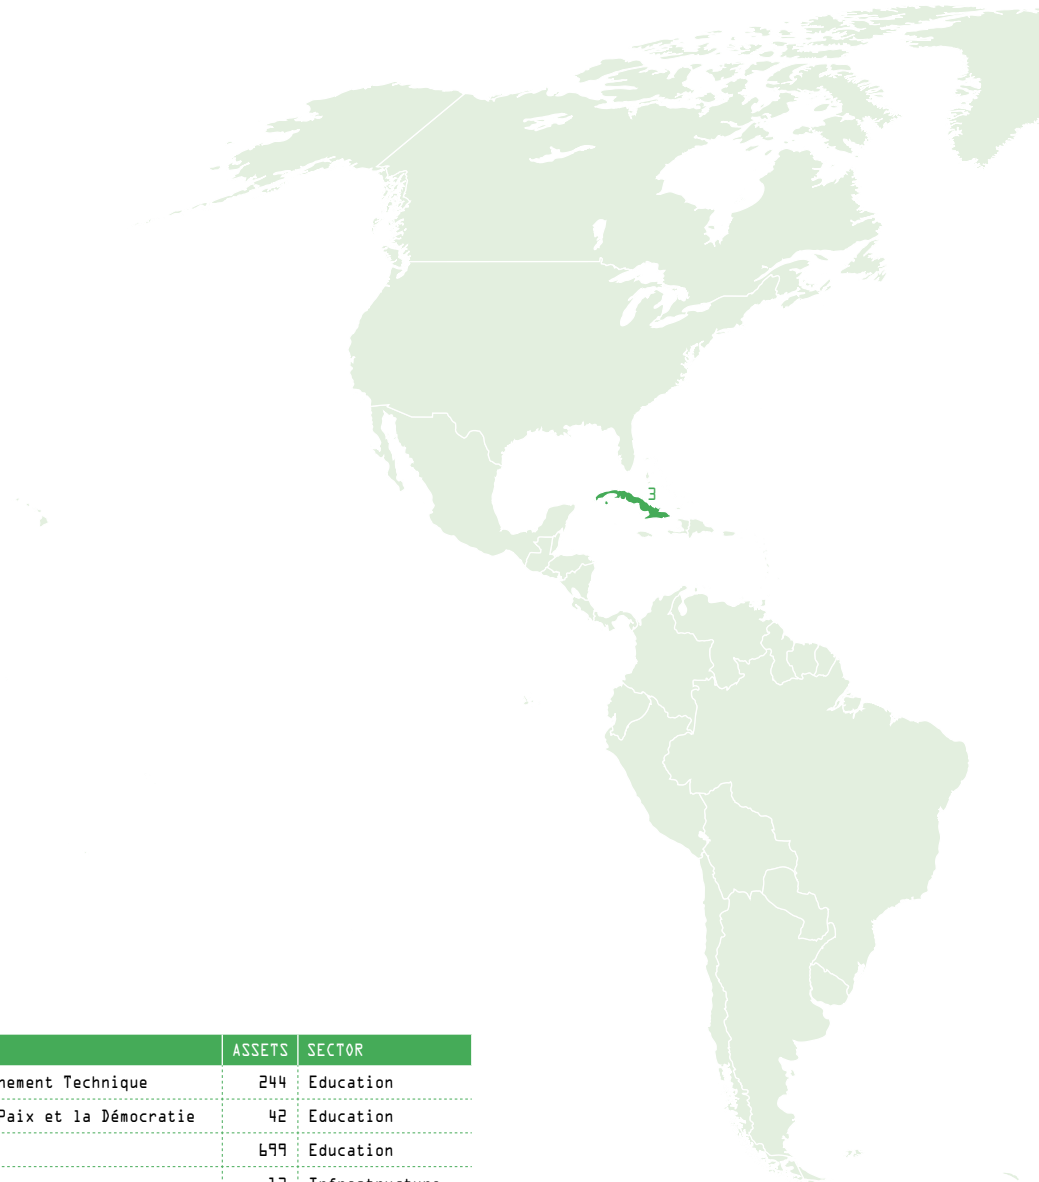 3
ASSETS SECTOR
nement Technique 244 Education
Paix et la Démocratie 42 Education
699 Education